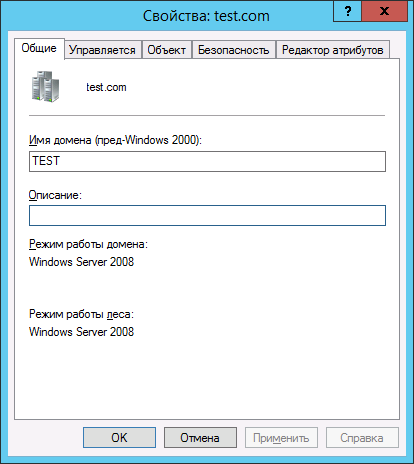 Свойства: test.com
?
x
Общие
Управляется
Объект
Безопасность
Редактор атрибутов
test.com
Имя домена (пред-Windows 2000):
TEST
Описание:
Режим работы домена:
Windows Server 2008
Режим работы леса:
Windows Server 2008
OK
Отмена
Применить
Справка